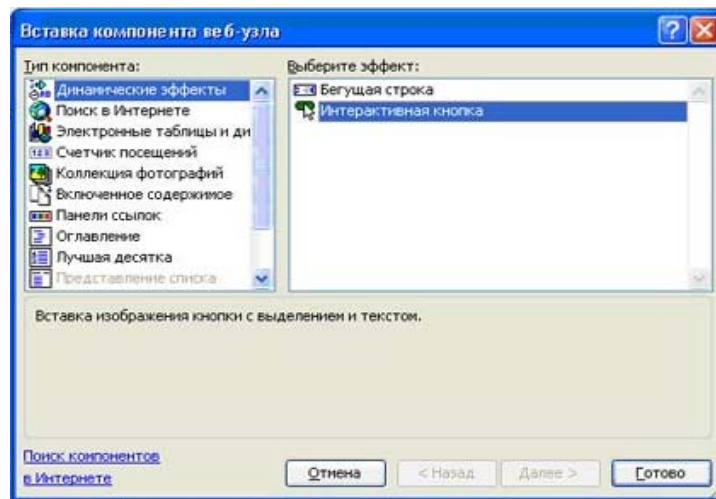 Вставка компонента веб-узла
Тип компонента:
Динамические эффекты
Поиск в Интернете
Электронные таблицы и ди
Счетчик посещений
Коллекция фотографий
Включенное содержимое
Панели ссылок
Оглавление
Лучшая десятка
Представление списка
Выберите эффект:
Бегущая строка
Интерактивная кнопка
Вставка изображения кнопки с выделением и текстом.
Поиск компонентов
в Интернете
Отмена
< Назад
Далее >
Готово